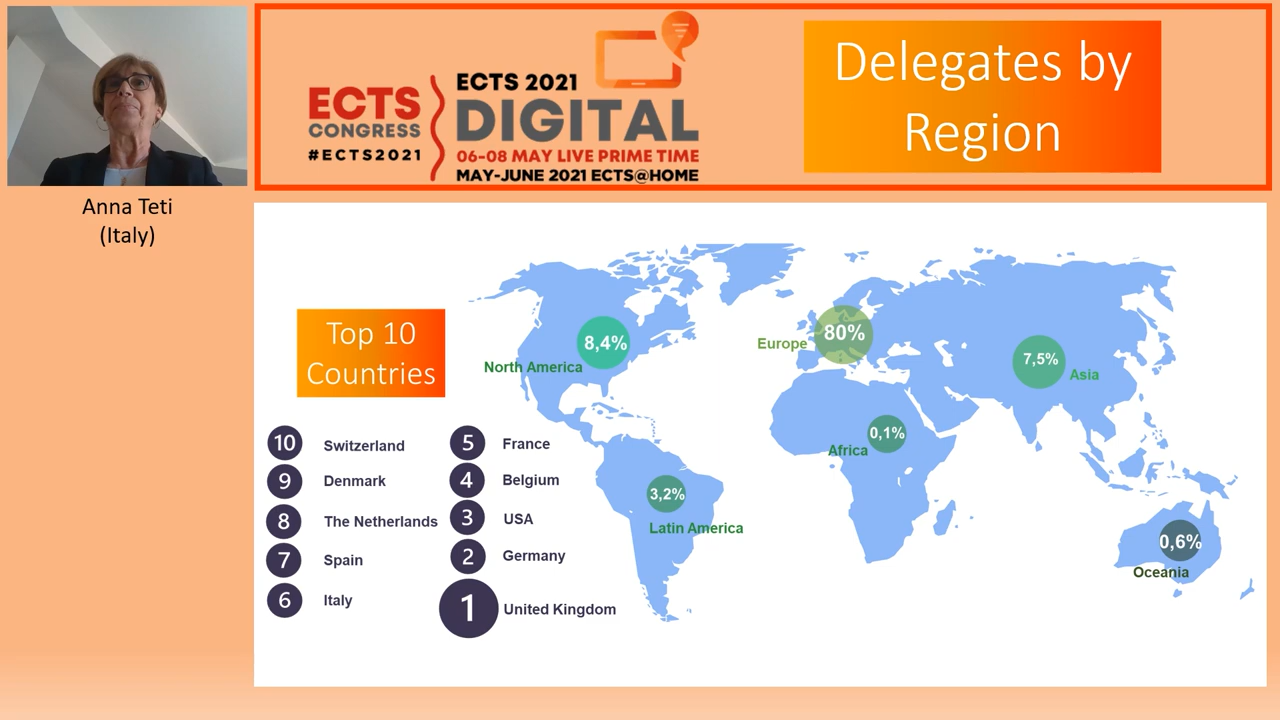 Anna Teti
(Italy)
ECTS
CONGRESS
#ECTS2021
ECTS 2021
DIGITAL
06-08 MAY LIVE PRIME TIME
MAY-JUNE 2021 ECTS@HOME
Delegates by
Region
Top 10
Countries
10 Switzerland
9 Denmark
8 The Netherlands
7 Spain
6 Italy
5 France
4 Belgium
3 USA
2 Germany
1 United Kingdom
8,4%
North America
3,2%
Latin America
Europe
80%
0,1%
Africa
7,5%
Asia
0,6%
Oceania